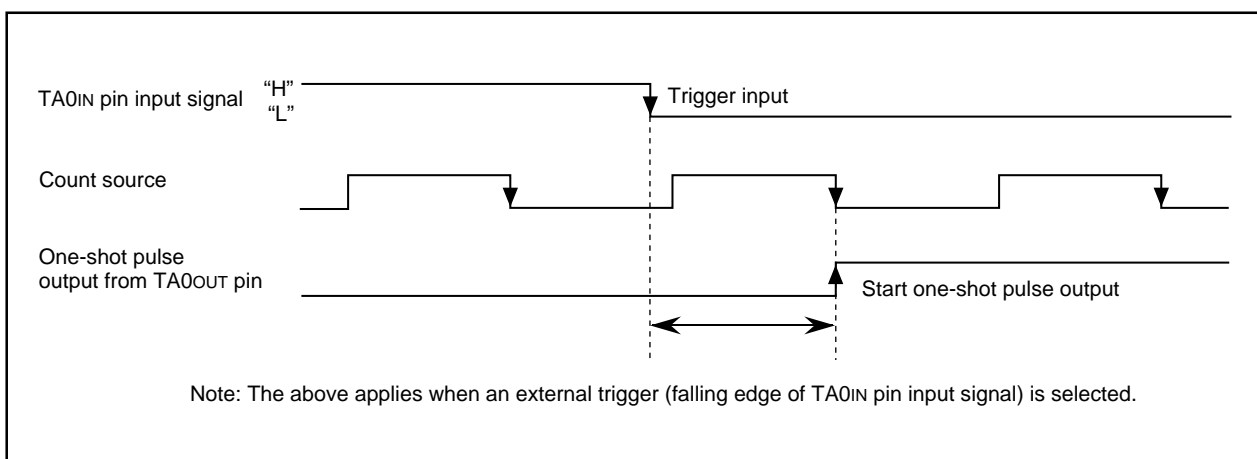 TA0IN pin input signal
“H”
“L”
Trigger input
Count source
One-shot pulse
output from TA0OUT pin
Start one-shot pulse output
Note: The above applies when an external trigger (falling edge of TA0IN pin input signal) is selected.